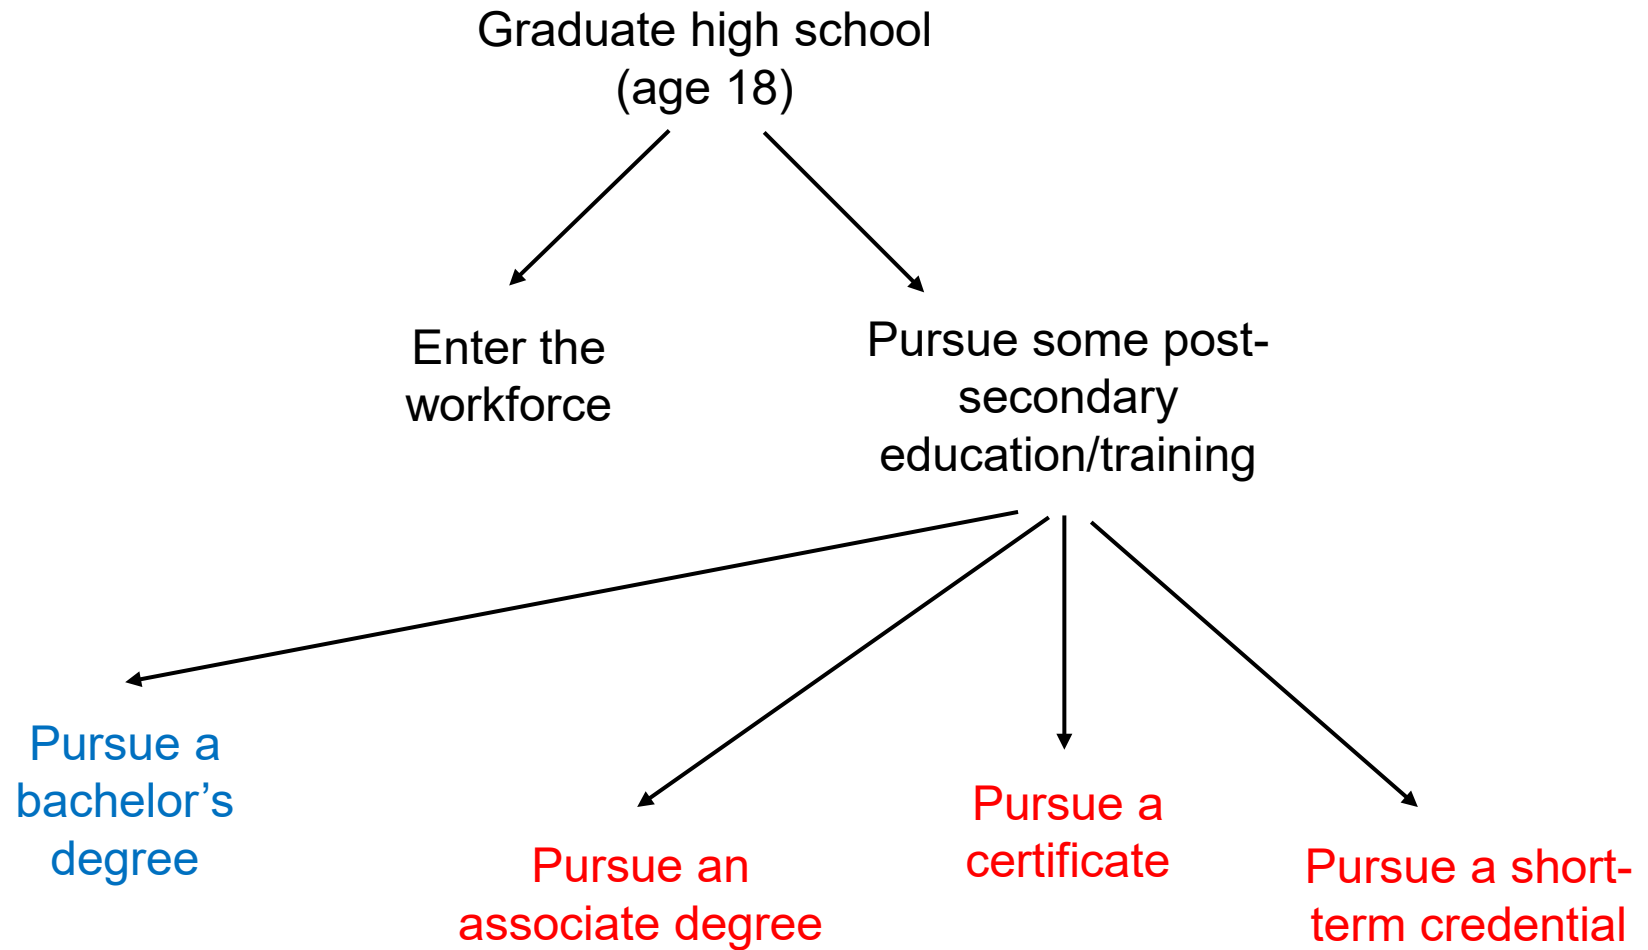 Graduate high school
(age 18)
Enter the
workforce
Pursue some post-
secondary
education/training
Pursue a
bachelor’s
degree
Pursue an
associate degree
Pursue a
certificate
Pursue a short-
term credential